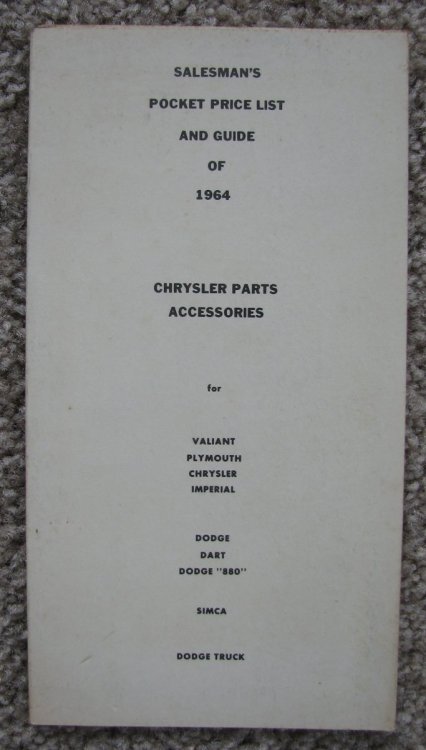 SALESMAN'S
POCKET PRICE LIST
AND GUIDE
OF
1964
CHRYSLER PARTS
ACCESSORIES
for
VALIANT
PLYMOUTH
CHRYSLER
IMPERIAL
DODGE
DART
DODGE "880"
SIMCA
DODGE TRUCK